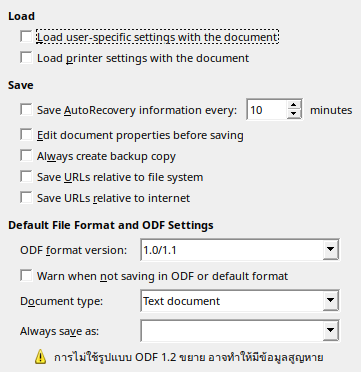 Load
Load user-specific settings with the document
Load printer settings with the document
Save
Save AutoRecovery information every: 10 minutes
Edit document properties before saving
Always create backup copy
Save URLs relative to file system
Save URLs relative to internet
Default File Format and ODF Settings
ODF format version: 1.0/1.1
Warn when not saving in ODF or default format
Document type: Text document
Always save as:
การไม่ใช้รูปแบบ ODF 1.2 ขยาย อาจทำให้มีข้อมูลสูญหาย